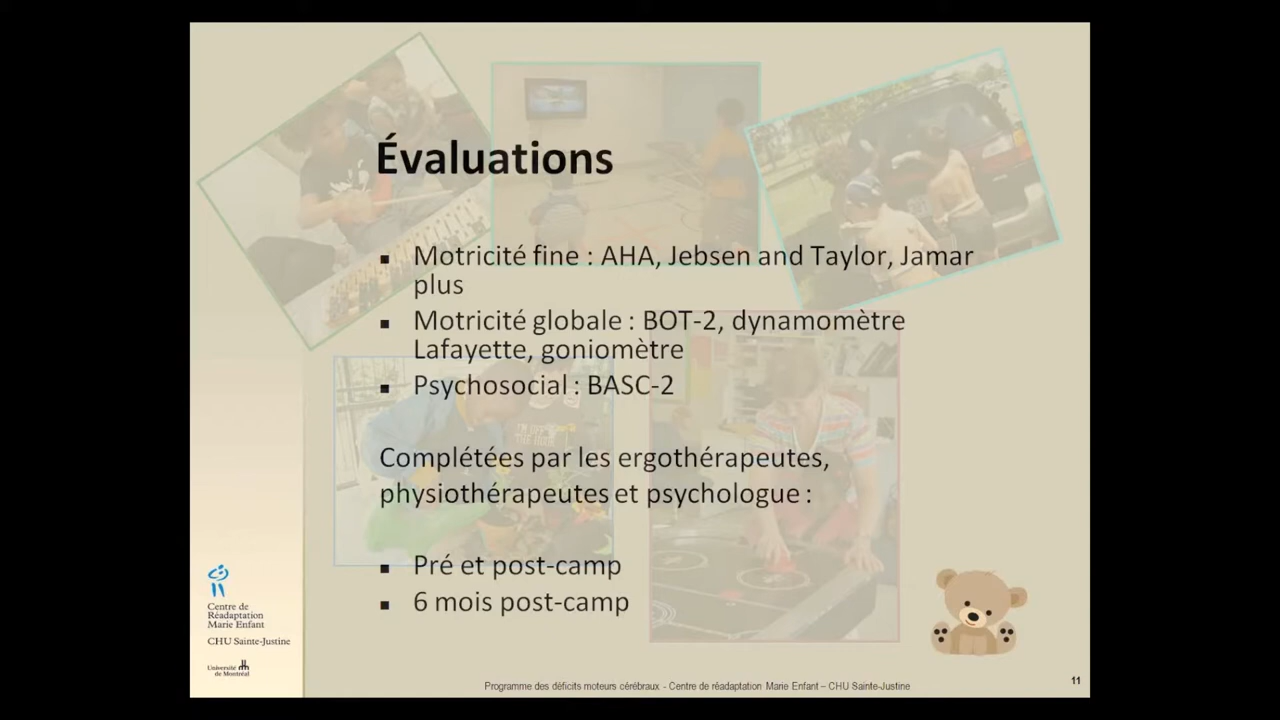 Évaluations
▪ Motricité fine : AHA, Jebsen and Taylor, Jamar
plus
▪ Motricité globale : BOT-2, dynamomètre
Lafayette, goniomètre
▪ Psychosocial : BASC-2
Complétées par les ergothérapeutes,
physiothérapeutes et psychologue :
▪ Pré et post-camp
▪ 6 mois post-camp
Centre de
Réadaptation
Marie Enfant
CHU Sainte-Justine
Université
de Montréal
Programme des déficits moteurs cérébraux - Centre de réadaptation Marie Enfant – CHU Sainte-Justine
11